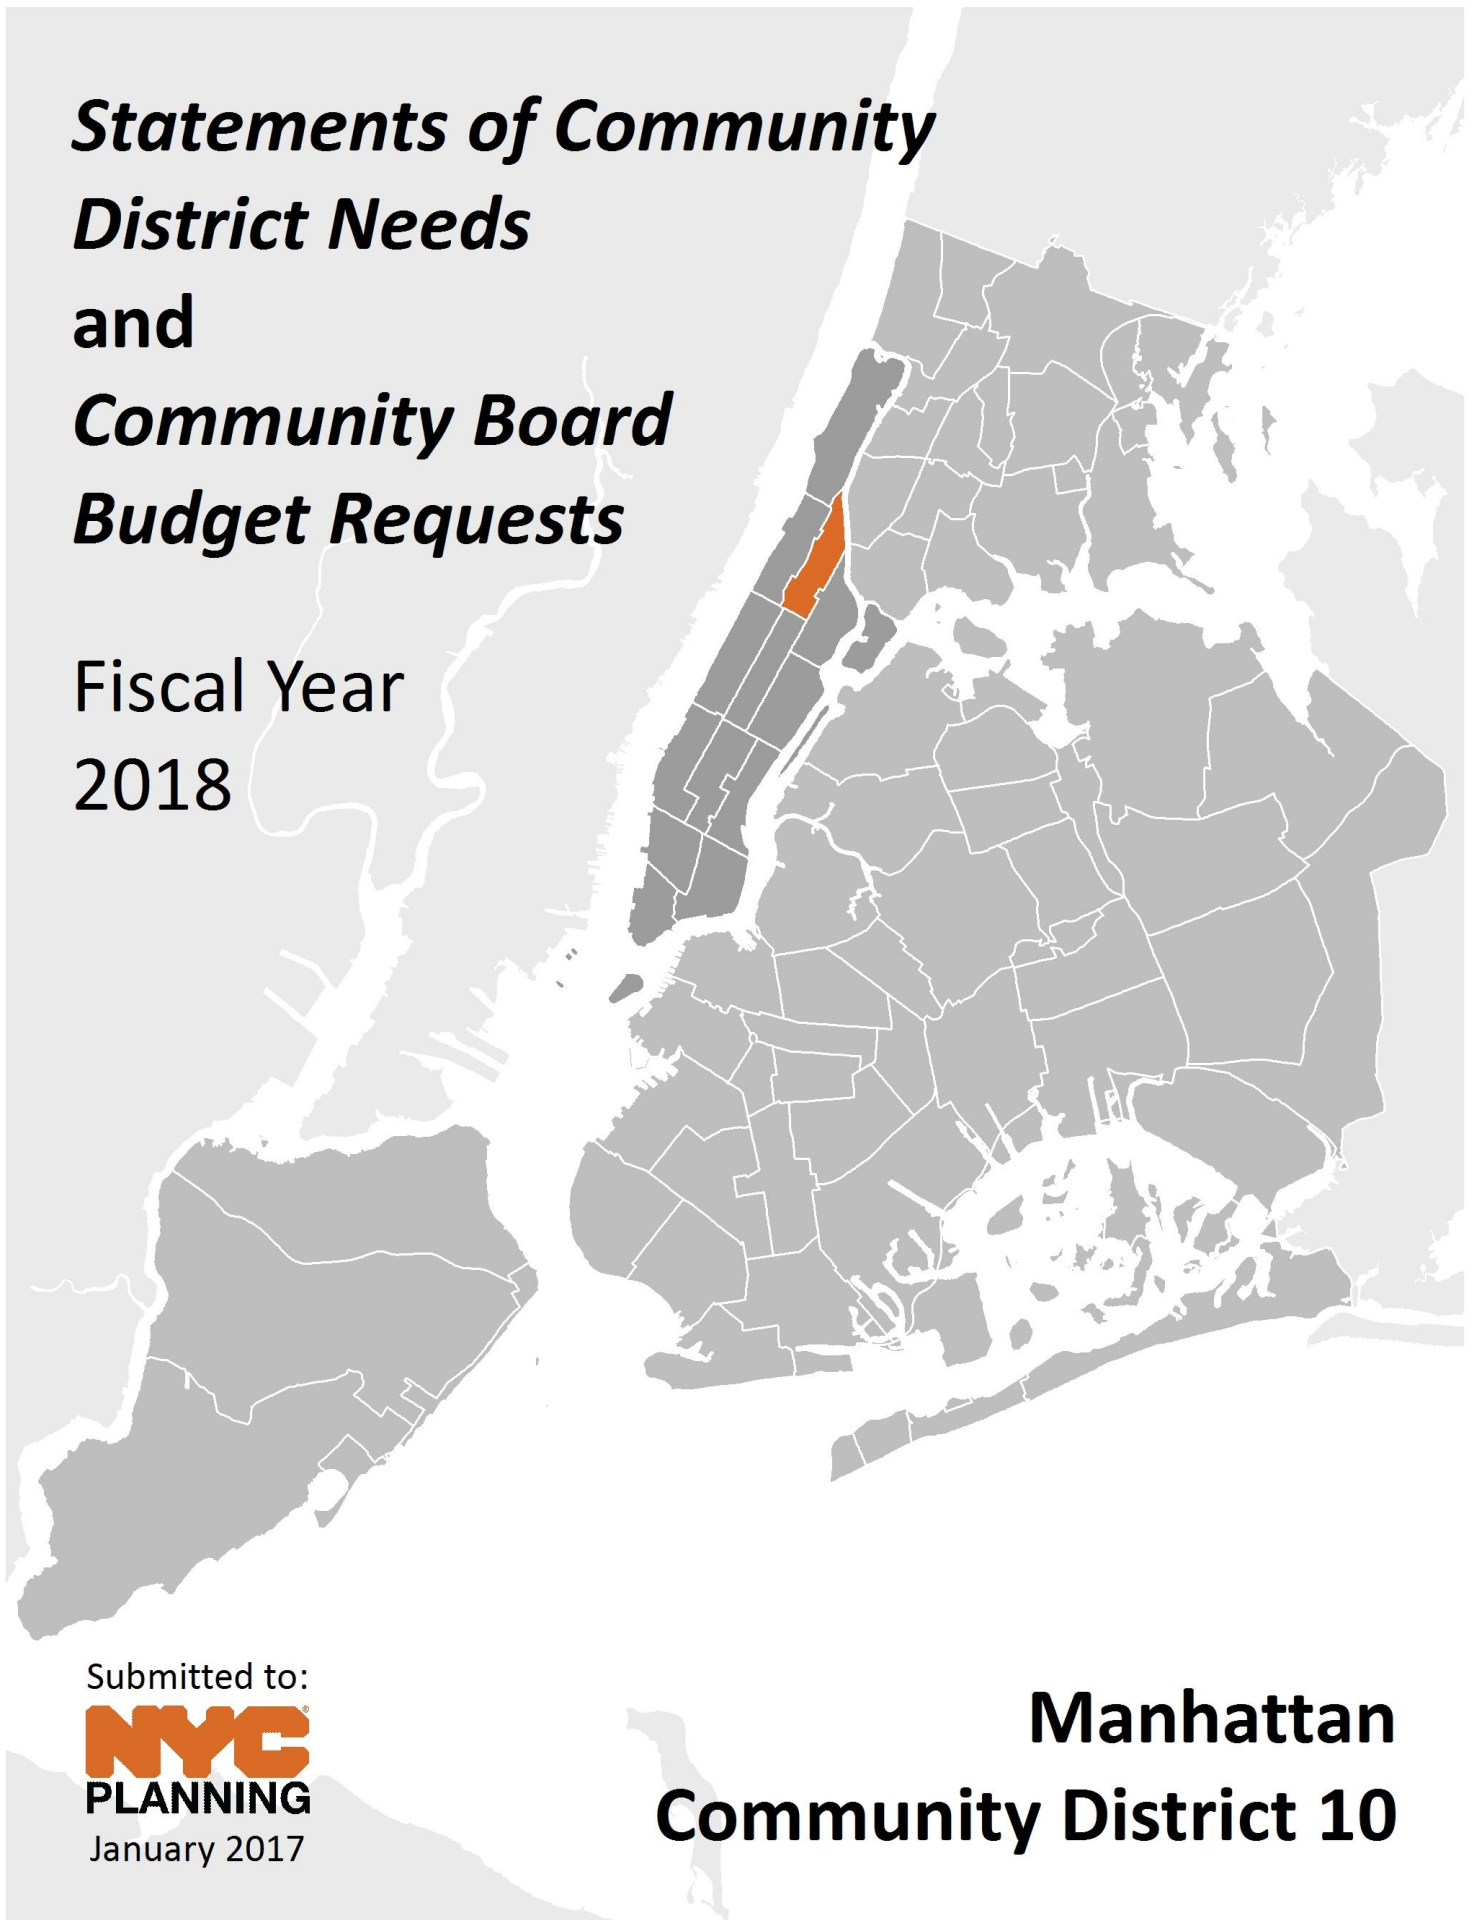 Statements of Community
District Needs
and
Community Board
Budget Requests
Fiscal Year
2018
Submitted to:
NYC®
PLANNING
January 2017
Manhattan
Community District 10